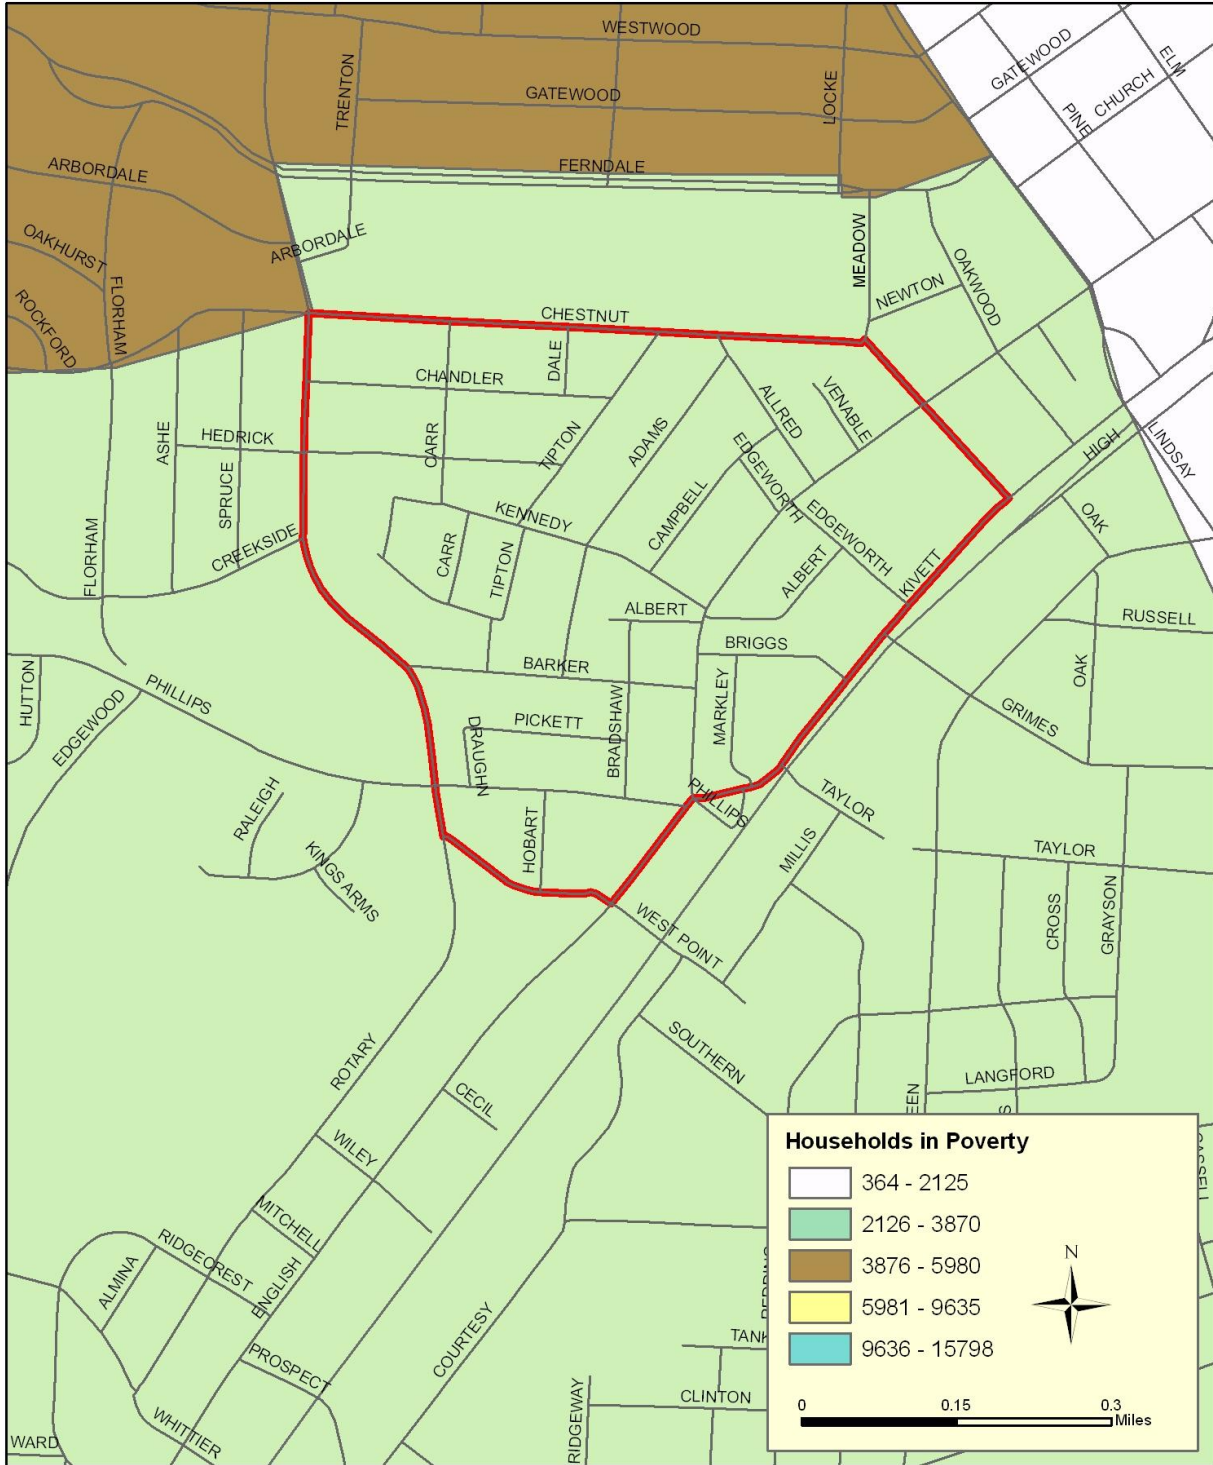 WESTWOOD
GATEWOOD
ELM
TRENTON
GATEWOOD
LOCKE
PINE
CHURCH
ARBORDALE
FERNDALE
OAKHURST
ARBORDALE
MEADOW
OAKWOOD
NEWTON
ROCKFORD
FLORHAM
CHESTNUT
DALE
CHANDLER
ALLRED
VENABLE
ASHE
HEDRICK
CARR
TIPTON
ADAMS
HIGH
LINDSAY
SPRUCE
EDGEWORTH
CAMPBELL
KENNEDY
EDGEWORTH
OAK
FLORHAM
CREEKSIDE
CARR
TIPTON
ALBERT
KIVETT
ALBERT
RUSSELL
BRIGGS
BARKER
OAK
HUTTON
EDGEWOOD
PHILLIPS
PICKETT
DRAUGHN
BRADSHAW
MARKLEY
GRIMES
RALEIGH
PHILLIPS
TAYLOR
HOBART
MILLIS
KINGS ARMS
TAYLOR
WEST POINT
CROSS
GRAYSON
ROTARY
SOUTHERN
CECIL
LANGFORD
EEN
S
WILEY
CASSELL
MITCHELL
RIDGECREST
ALMINA
ENGLISH
COURTESY
PROSPECT
TANK
CLINTON
RIDGEWAY
WHITTIER
WARD
Households in Poverty
364 - 2125
2126 - 3870
3876 - 5980
5981 - 9635
9636 - 15798
N
0 0.15 0.3
Miles